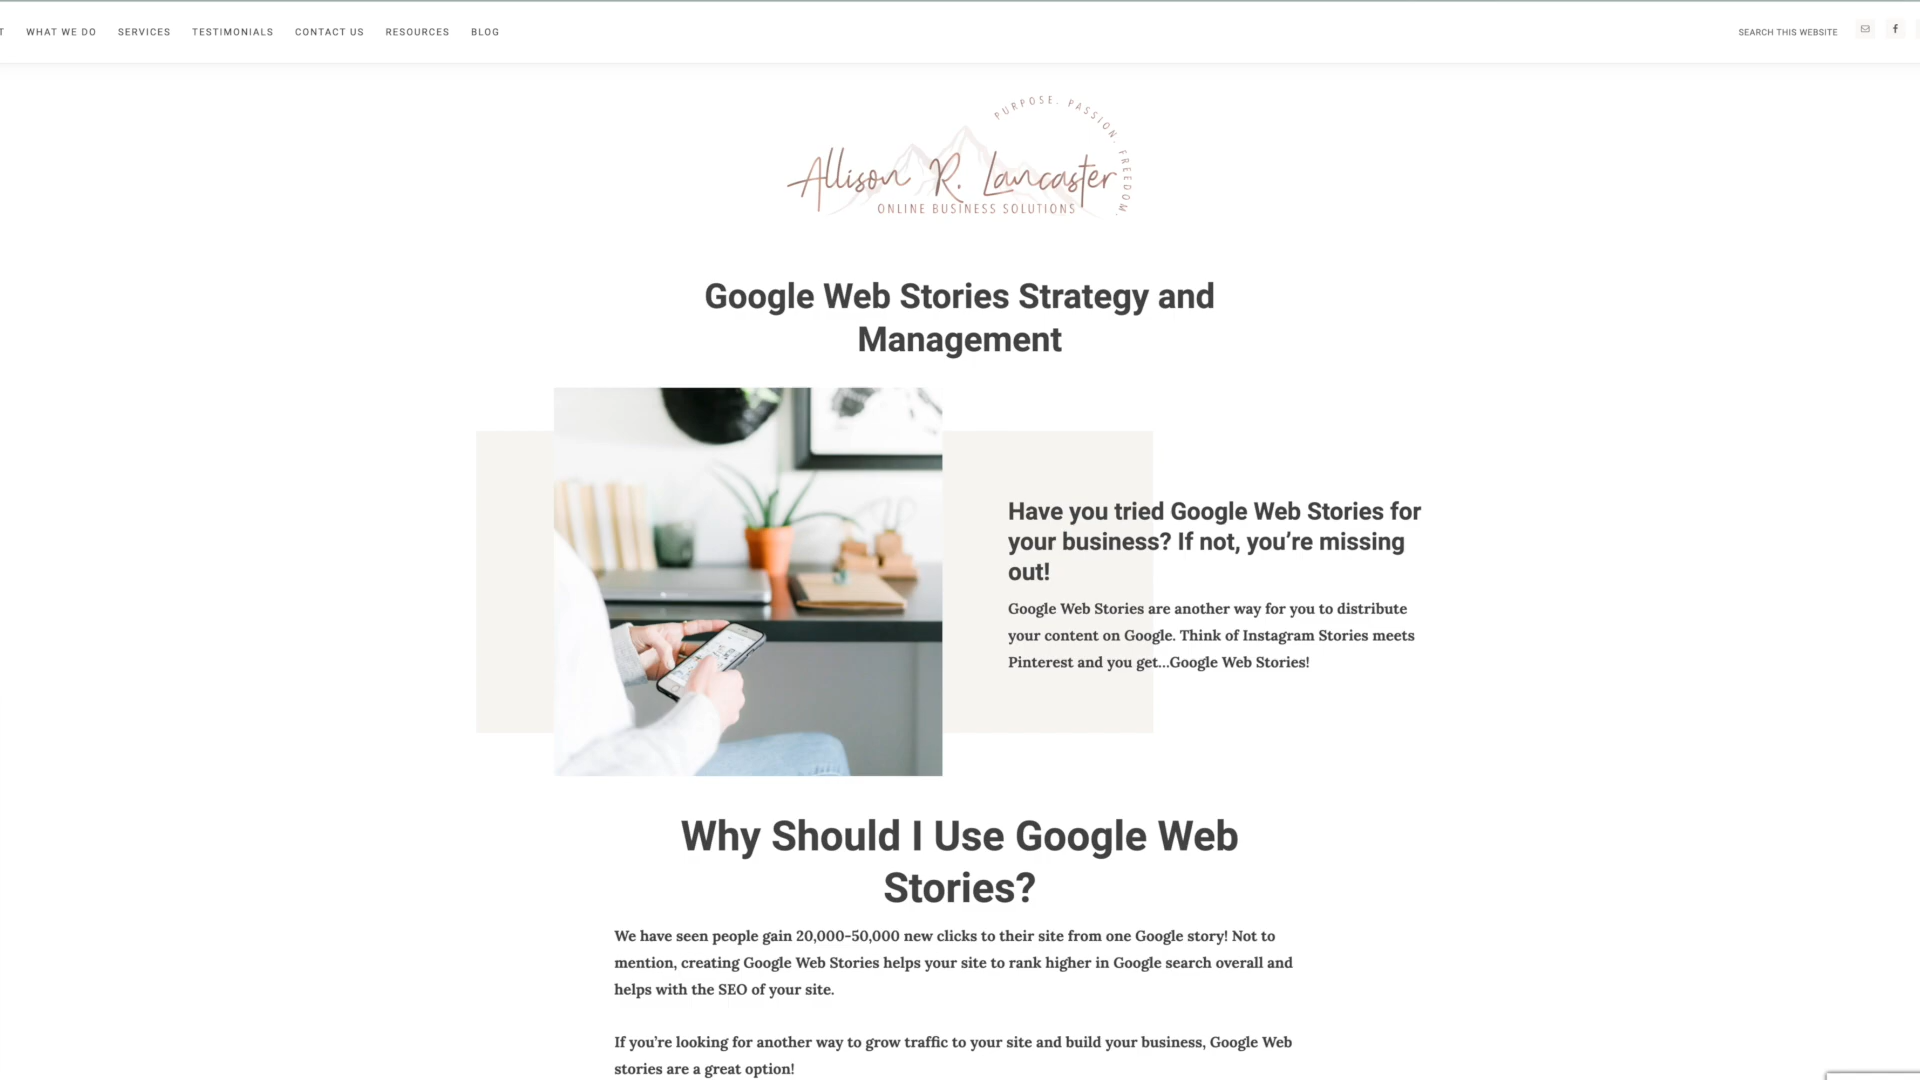 WHAT WE DO SERVICES TESTIMONIALS CONTACT US RESOURCES BLOG SEARCH THIS WEBSITE
PURPOSE. PASSION. FREEDOM.
Allison R. Lancaster
ONLINE BUSINESS SOLUTIONS
Google Web Stories Strategy and
Management
Have you tried Google Web Stories for
your business? If not, you’re missing
out!
Google Web Stories are another way for you to distribute
your content on Google. Think of Instagram Stories meets
Pinterest and you get…Google Web Stories!
Why Should I Use Google Web
Stories?
We have seen people gain 20,000-50,000 new clicks to their site from one Google story! Not to
mention, creating Google Web Stories helps your site to rank higher in Google search overall and
helps with the SEO of your site.
If you’re looking for another way to grow traffic to your site and build your business, Google Web
stories are a great option!